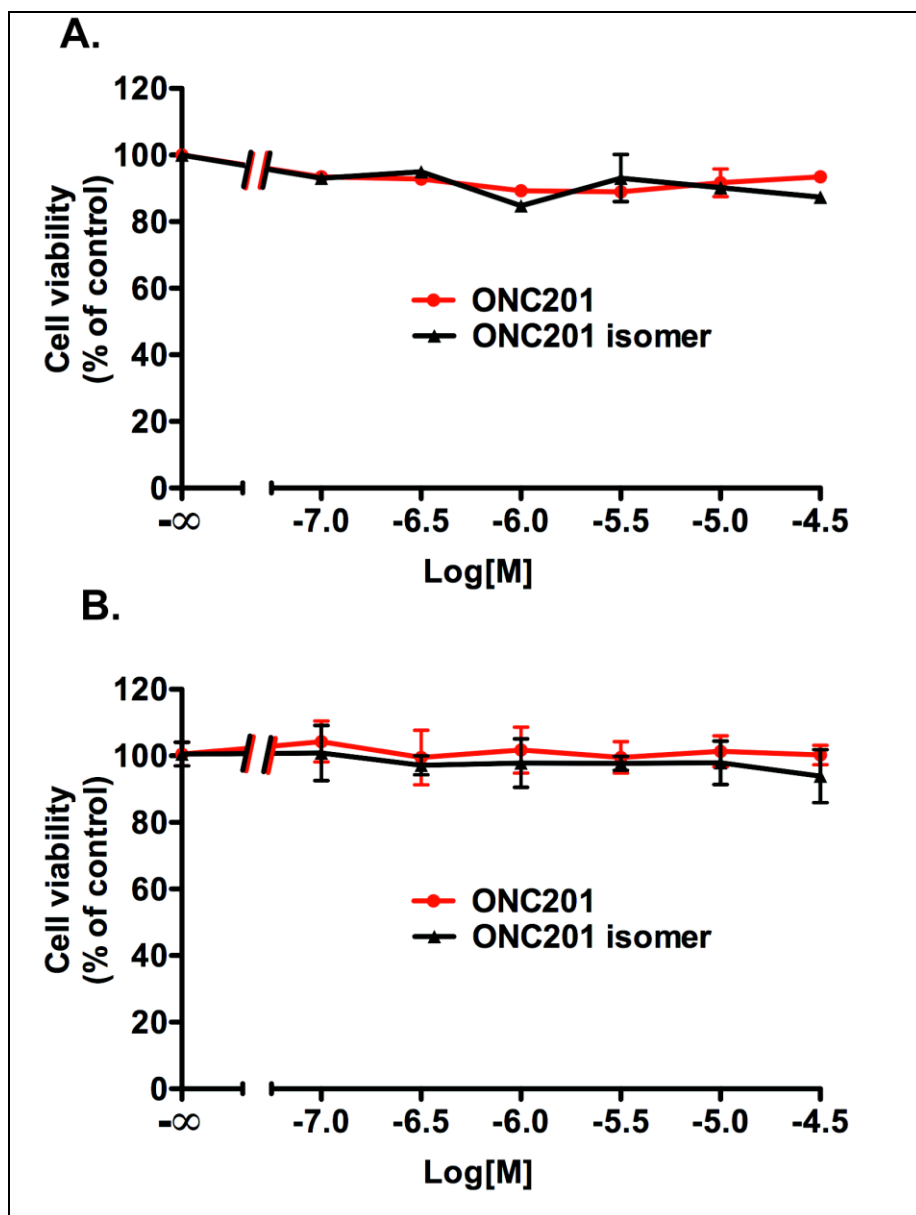 A.
120
100
80
60
40
20
0
Cell viability
(% of control)
ONC201
ONC201 isomer
-∞ -7.0 -6.5 -6.0 -5.5 -5.0 -4.5
Log[M]
B.
120
100
80
60
40
20
0
Cell viability
(% of control)
ONC201
ONC201 isomer
-∞ -7.0 -6.5 -6.0 -5.5 -5.0 -4.5
Log[M]